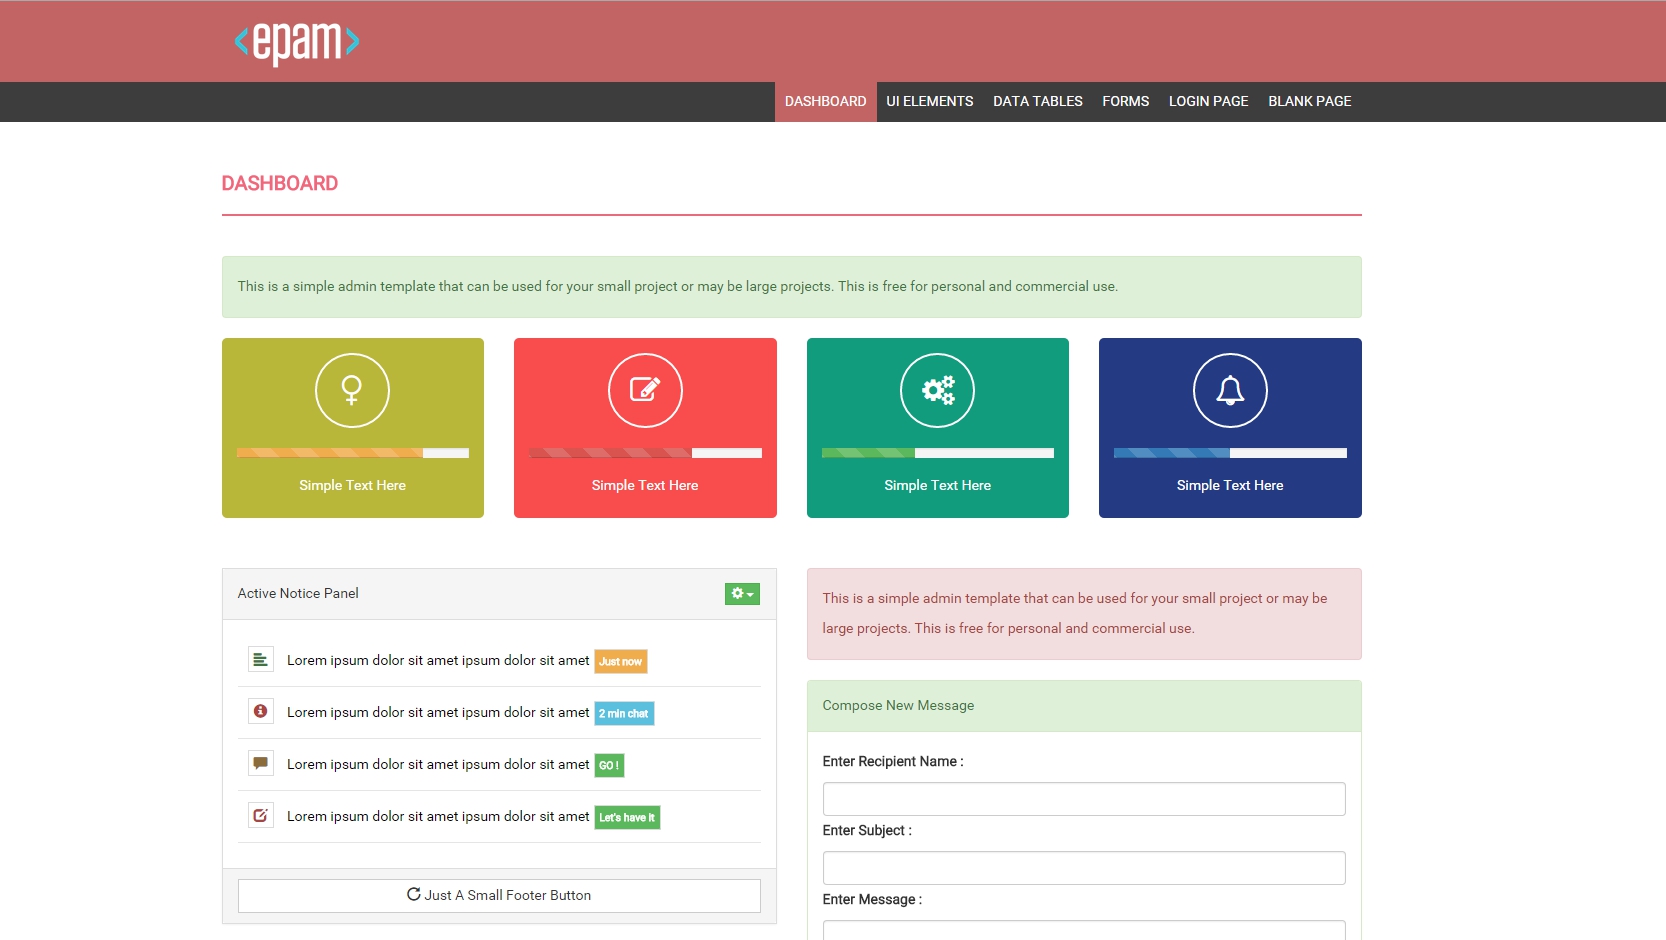 <epam>
DASHBOARD UI ELEMENTS DATA TABLES FORMS LOGIN PAGE BLANK PAGE
DASHBOARD
This is a simple admin template that can be used for your small project or may be large projects. This is free for personal and commercial use.
Simple Text Here
Simple Text Here
Simple Text Here
Simple Text Here
Active Notice Panel
Lorem ipsum dolor sit amet ipsum dolor sit amet Just now
Lorem ipsum dolor sit amet ipsum dolor sit amet 2 min chat
Lorem ipsum dolor sit amet ipsum dolor sit amet GO !
Lorem ipsum dolor sit amet ipsum dolor sit amet Let's have it
Just A Small Footer Button
This is a simple admin template that can be used for your small project or may be
large projects. This is free for personal and commercial use.
Compose New Message
Enter Recipient Name :
Enter Subject :
Enter Message :